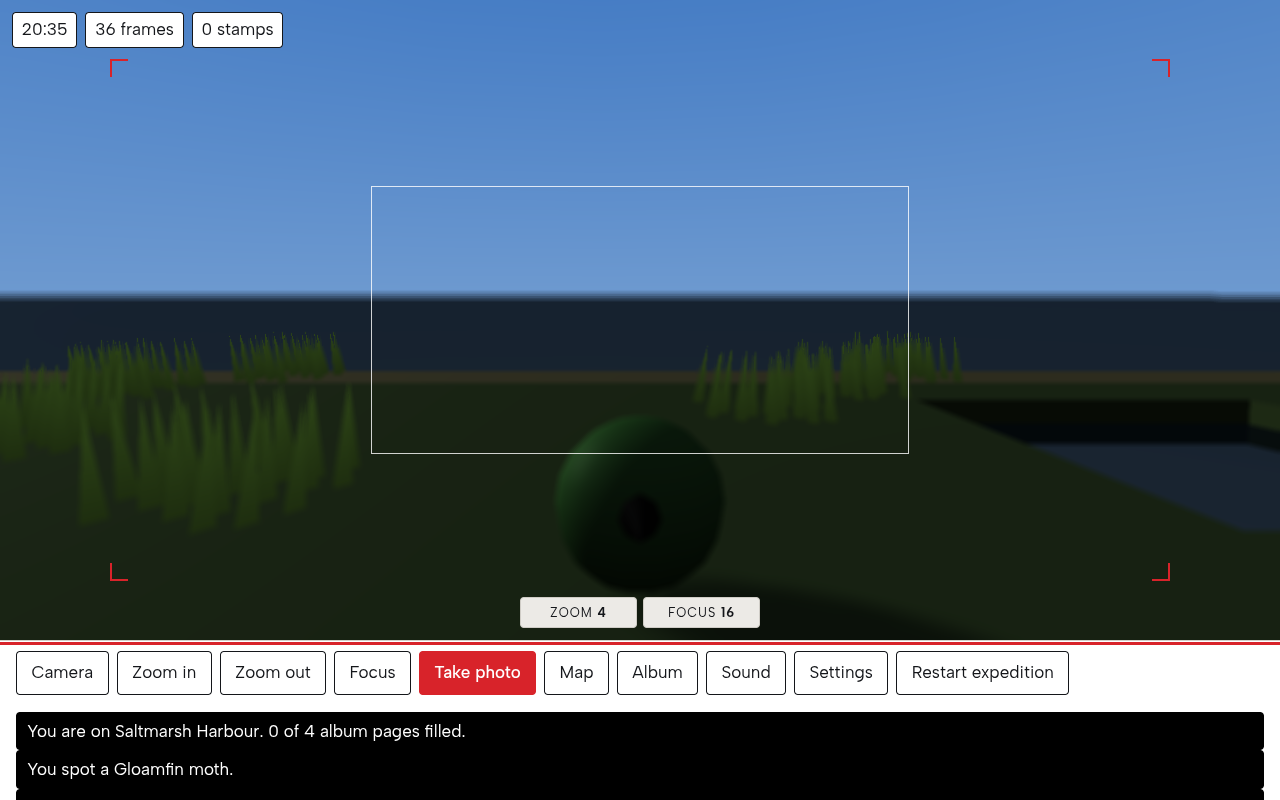 20:35 36 frames 0 stamps
ZOOM 4 FOCUS 16
Camera Zoom in Zoom out Focus Take photo Map Album Sound Settings Restart expedition
You are on Saltmarsh Harbour. 0 of 4 album pages filled.
You spot a Gloamfin moth.